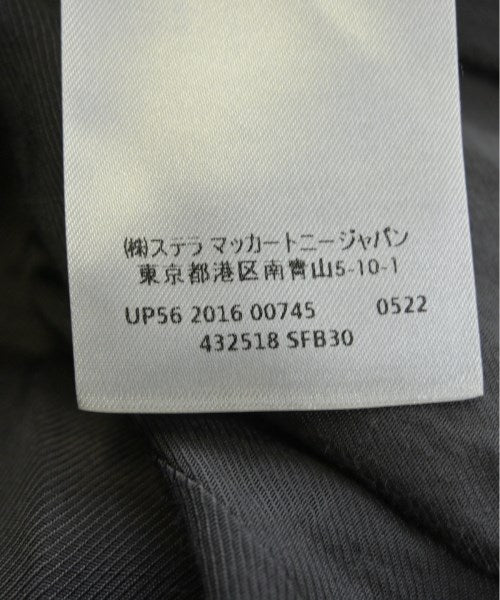 (株)ステラ マッカートニージャパン
東京都港区南青山5-10-1
UP56 2016 00745 0522
432518 SFB30